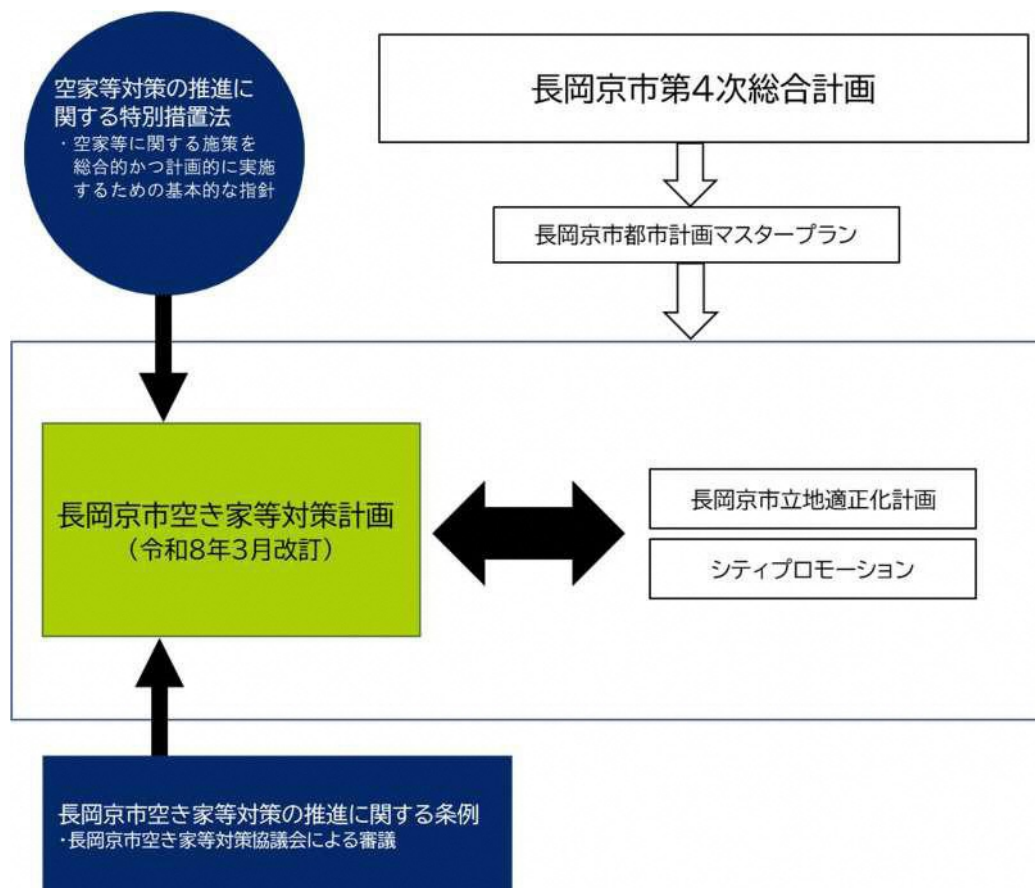 空家等対策の推進に
関する特別措置法
・空家等に関する施策を
総合的かつ計画的に実施
するための基本的な指針
長岡京市第4次総合計画
長岡京市都市計画マスタープラン
長岡京市空き家等対策計画
（令和8年3月改訂）
長岡京市立地適正化計画
シティプロモーション
長岡京市空き家等対策の推進に関する条例
・長岡京市空き家等対策協議会による審議